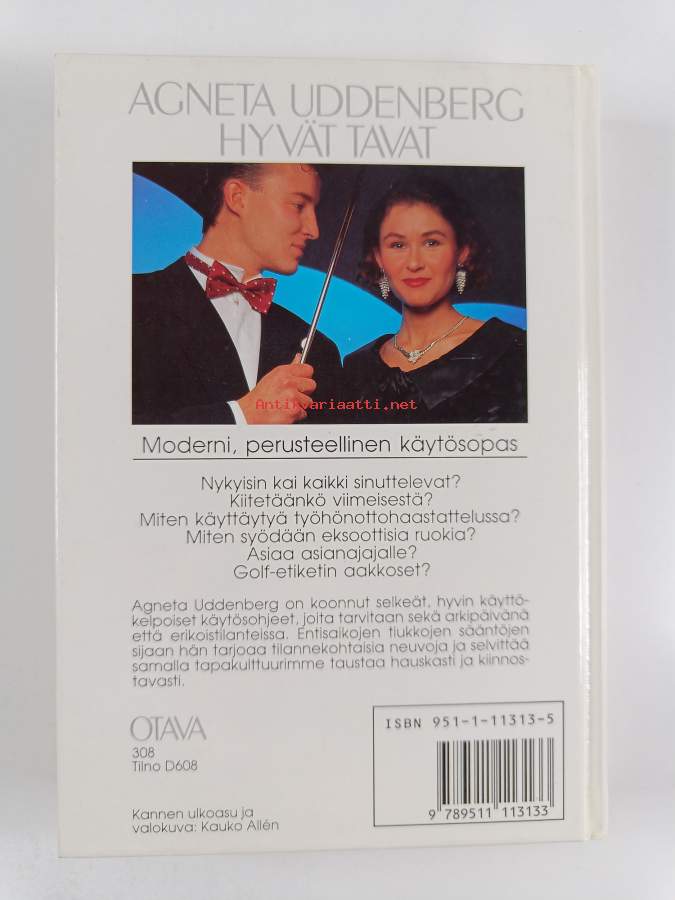 AGNETA UDDENBERG
HYVÄT TAVAT
Antikvariaatti.net
Moderni, perusteellinen käytösopas
Nykyisin kai kaikki sinuttelevat?
Kiitetäänkö viimeisestä?
Miten käyttäytyä työhönottohaastattelussa?
Miten syödään eksoottisia ruokia?
Asiaa asianajajalle?
Golf-etiketin aakkoset?
Agneta Uddenberg on koonnut selkeät, hyvin käyttö-
kelpoiset käytösohjeet, joita tarvitaan sekä arkipäivänä
että erikoistilanteissa. Entisaikojen tiukkojen sääntöjen
sijaan hän tarjoaa tilannekohtaisia neuvoja ja selvittää
samalla tapakulttuurimme taustaa hauskasti ja kiinnos-
tavasti.
OTAVA
308
Tilno D608
Kannen ulkoasu ja
valokuva: Kauko Allén
ISBN 951-1-11313-5
9 789511 113133